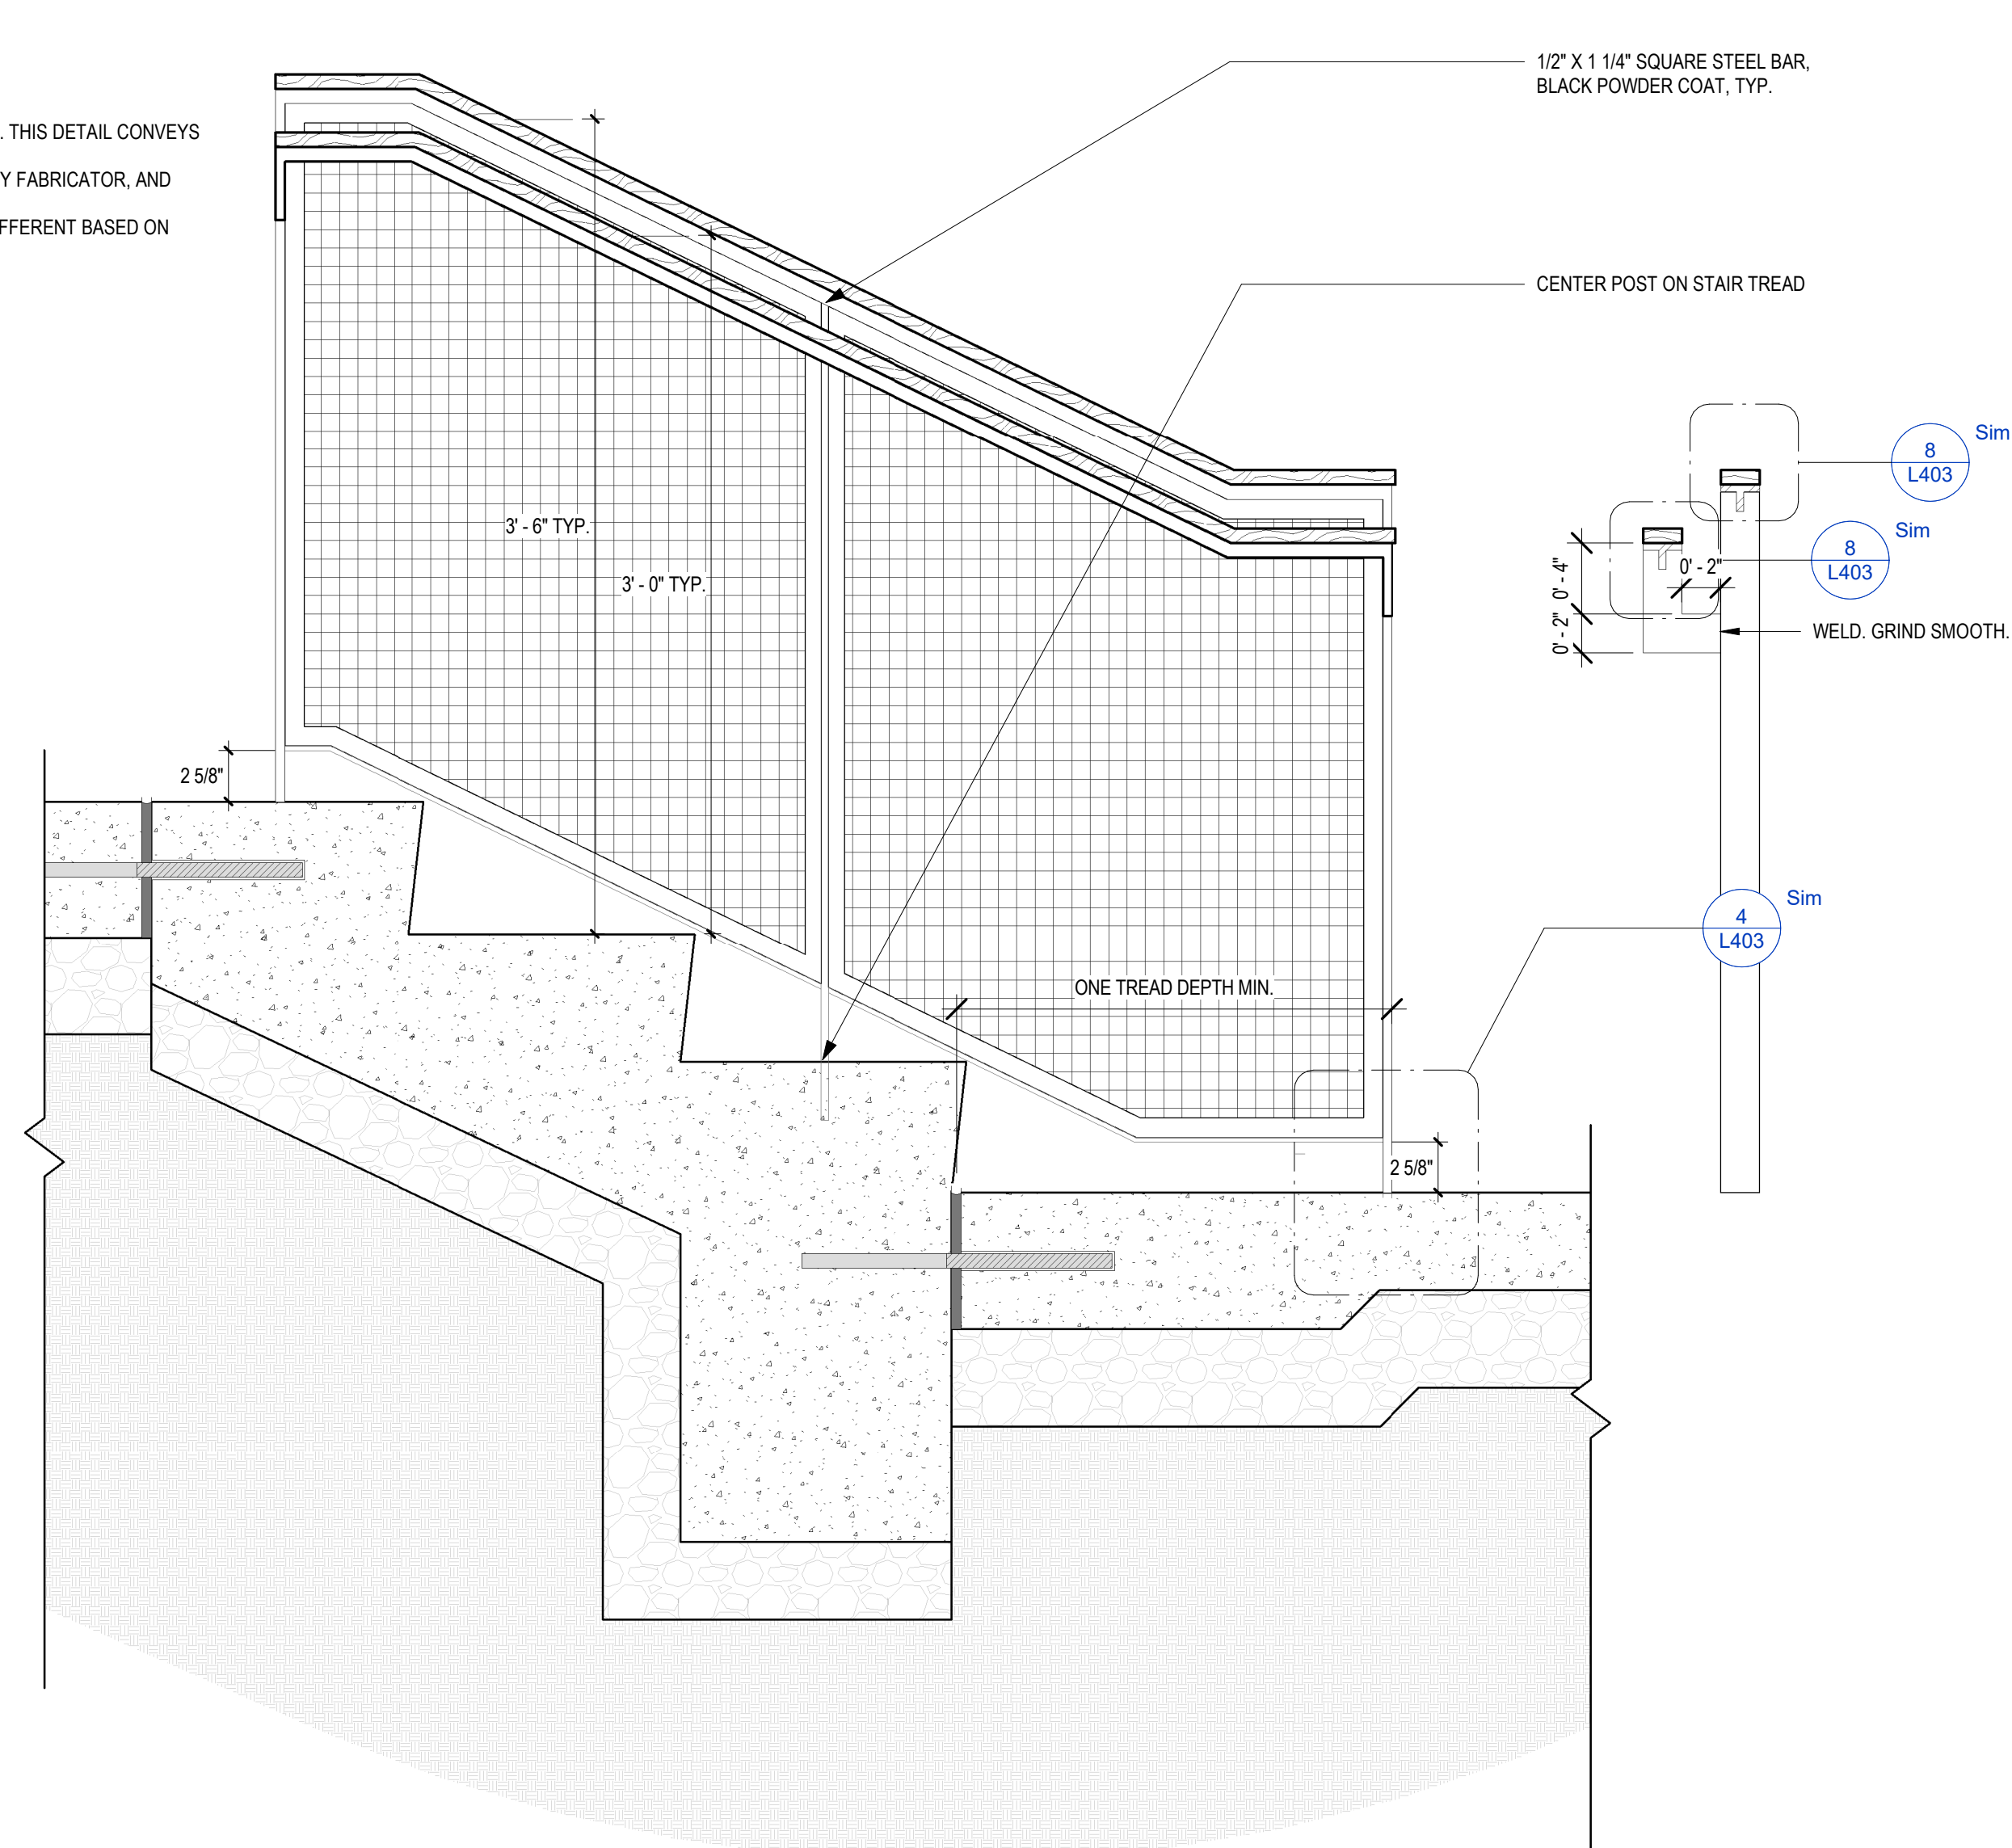 . THIS DETAIL CONVEYS
Y FABRICATOR, AND
FFERENT BASED ON
1/2" X 1 1/4" SQUARE STEEL BAR,
BLACK POWDER COAT, TYP.
CENTER POST ON STAIR TREAD
8
L403
Sim
3' - 6" TYP.
3' - 0" TYP.
8
L403
Sim
0' - 2"
0' - 4"
0' - 2"
WELD. GRIND SMOOTH.
2 5/8"
4
L403
Sim
ONE TREAD DEPTH MIN.
2 5/8"